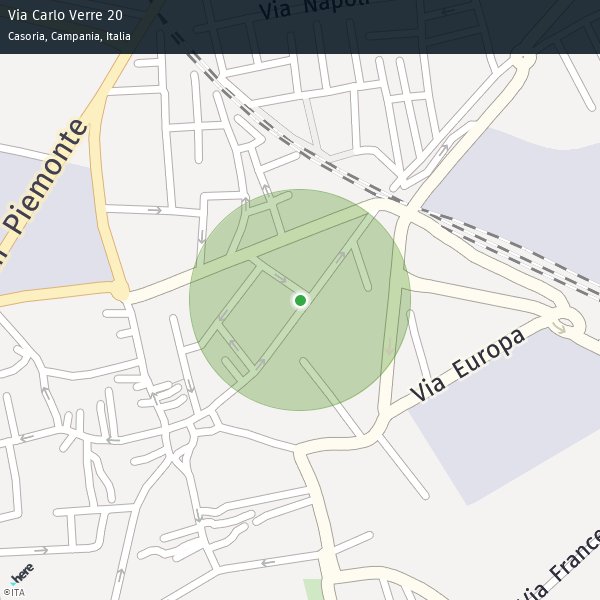 Via Carlo Verre 20
Casoria, Campania, Italia
Via Napoli
Piemonte
Via Europa
Via France
here
©ITA